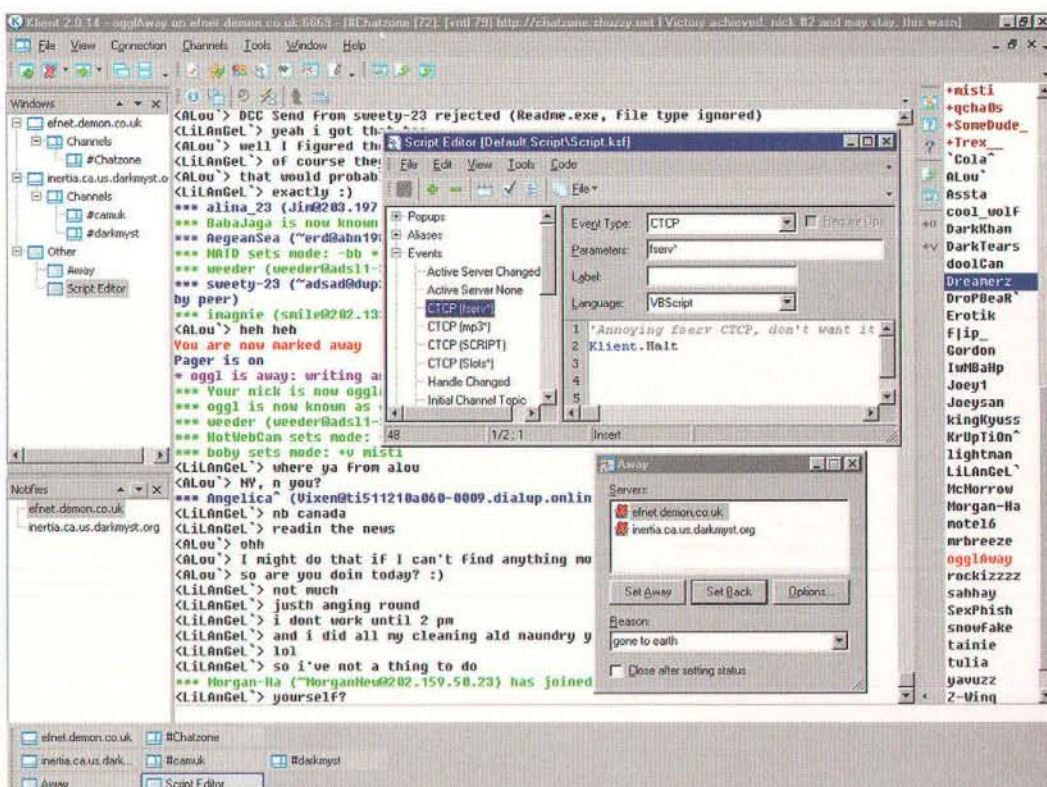 Klient 2.0.14 - ogglAway on efnet.demon.co.uk:6669 - [#Chatzone [72]: [+ntl 79] http://chatzone.chuzzy.net | Victory achieved, nick #2 and may stay, this wasn]
File View Connection Channels Tools Window Help
Windows
efnet.demon.co.uk
Channels
#Chatzone
inertia.ca.us.darkmyst.o
Channels
#camuk
#darkmyst
Other
Away
Script Editor
Notifies
efnet.demon.co.uk
inertia.ca.us.darkmyst.org
<ALou`> DCC Send from sweety-23 rejected (Readme.exe, file type ignored)
<LiLAnGeL`> yeah i got that
<ALou`> well I figured th
<LiLAnGeL`> of course the
<ALou`> that would probab
<LiLAnGeL`> exactly :)
*** alina_23 (Jim@203.197
*** BabaJaga is now known
*** AegeanSea (~erd@abn19
*** NATO sets mode: -bb *
*** weeder (weeder@adsl1-
*** sweety-23 (~adsad@dup
by peer)
*** imagnie (smile@202.13
<ALou`> heh heh
You are now marked away
Pager is on
* oggl is away: writing a
*** Your nick is now oggl
*** oggl is now known as
*** weeder (weeder@adsl1-
*** HotWebCam sets mode:
*** boby sets mode: +v misti
<LiLAnGeL`> where ya from alou
<ALou`> NY, n you?
*** Angelica^ (Vixen@ti511210a060-0009.dialup.onlin
<LiLAnGeL`> nb canada
<LiLAnGeL`> readin the news
<ALou`> ohh
<ALou`> I might do that if I can't find anything mo
<ALou`> so are you doin today? :)
<LiLAnGeL`> not much
<LiLAnGeL`> justh anging round
<LiLAnGeL`> i dont work until 2 pm
<LiLAnGeL`> and i did all my cleaning ald naundry y
<LiLAnGeL`> lol
<LiLAnGeL`> so i've not a thing to do
*** Morgan-Ha (~MorganNew@202.159.50.23) has joined
<LiLAnGeL`> yourself?
Script Editor [Default Script\Script.ksf]
File Edit View Tools Code
File
Popups
Aliases
Events
Active Server Changed
Active Server None
CTCP (fserv*)
CTCP (mp3*)
CTCP (SCRIPT)
CTCP (Slots*)
Handle Changed
Initial Channel Topic
Event Type: CTCP
Require Ops
Parameters: fserv*
Label:
Language: VBScript
1 'Annoying fserv CTCP, don't want it
2 Klient.Halt
3
4
5
48 1/2 : 1 Insert
Away
Servers:
efnet.demon.co.uk
inertia.ca.us.darkmyst.org
Set Away Set Back Options...
Reason:
gone to earth
Close after setting status
+o
+v
+misti
+qcha0s
+SomeDude_
+Trex__
`Cola^
ALou`
Assta
cool_wolf
DarkKhan
DarkTears
doolCan
Dreamerz
DroPBeaR`
Erotik
f|ip_
Gordon
IwMBaHp
Joey1
Joeysan
kingKyuss
KrUpTiOn^
lightman
LiLAnGeL`
McMorrow
Morgan-Ha
motel6
mrbreeze
ogglAway
rockizzzz
sahhay
SexPhish
snowfake
tainie
tulia
yavuzz
Z-Wing
efnet.demon.co.uk #Chatzone
inertia.ca.us.dark... #camuk #darkmyst
Away Script Editor